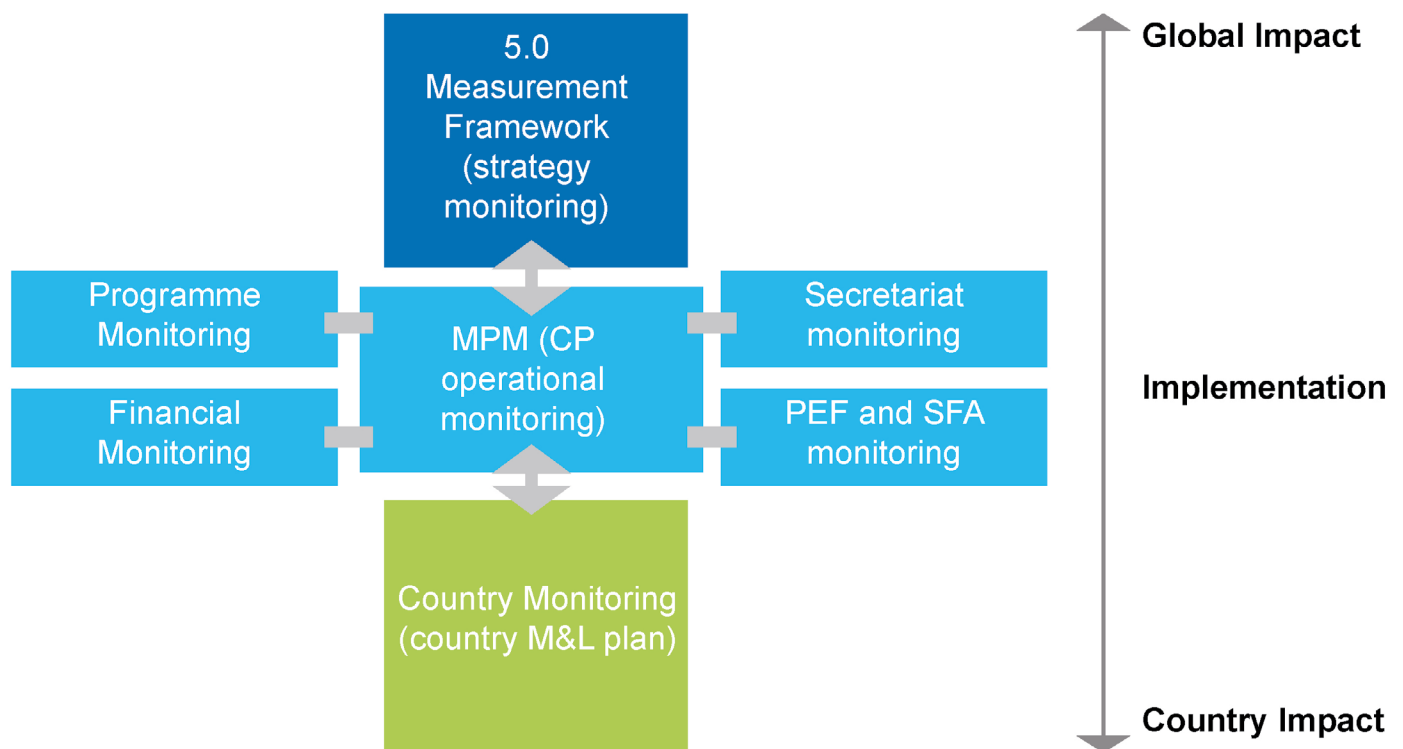 5.0
Measurement
Framework
(strategy
monitoring)
Global Impact
Programme
Monitoring
MPM (CP
operational
monitoring)
Secretariat
monitoring
Financial
Monitoring
PEF and SFA
monitoring
Implementation
Country Monitoring
(country M&L plan)
Country Impact